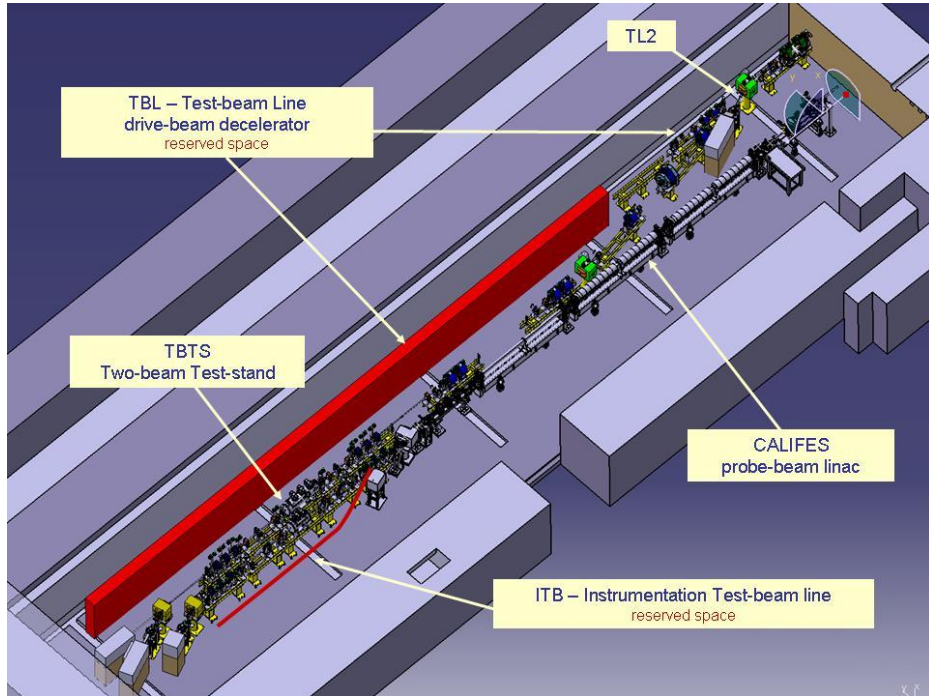 TL2
TBL – Test-beam Line
drive-beam decelerator
reserved space
y x
TBTS
Two-beam Test-stand
CALIFES
probe-beam linac
ITB – Instrumentation Test-beam line
reserved space